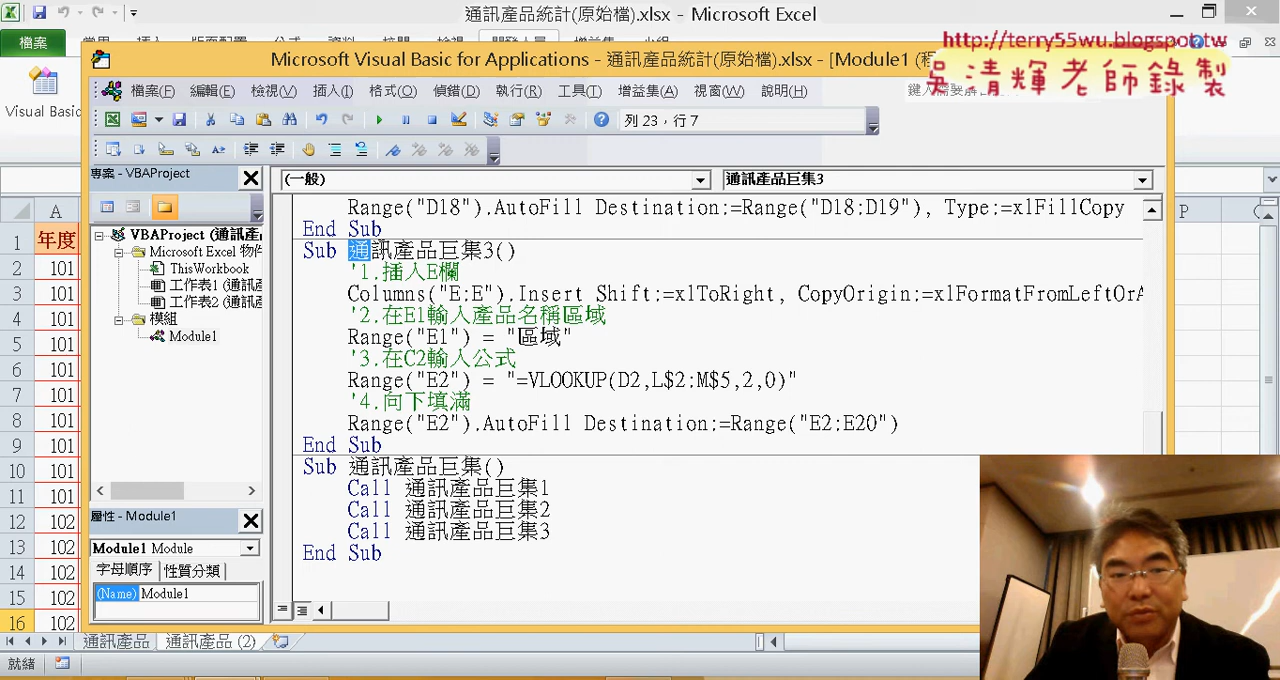 通訊產品統計(原始檔).xlsx - Microsoft Excel
檔案
http://terry55wu.blogspot.tw
吳清輝老師錄製
Microsoft Visual Basic for Applications - 通訊產品統計(原始檔).xlsx - [Module1 (程
Visual Basic
檔案(F) 編輯(E) 檢視(V) 插入(I) 格式(O) 偵錯(D) 執行(R) 工具(T) 增益集(A) 視窗(W) 說明(H)
列 23，行 7
專案 - VBAProject
(一般)
通訊產品巨集3
VBAProject (通訊產
Microsoft Excel 物件
ThisWorkbook
工作表1 (通訊產
工作表2 (通訊產
模組
Module1
屬性 - Module1
Module1 Module
字母順序 性質分類
(Name) Module1
Range("D18").AutoFill Destination:=Range("D18:D19"), Type:=xlFillCopy
End Sub
Sub 通訊產品巨集3()
'1.插入E欄
Columns("E:E").Insert Shift:=xlToRight, CopyOrigin:=xlFormatFromLeftOrA
'2.在E1輸入產品名稱區域
Range("E1") = "區域"
'3.在C2輸入公式
Range("E2") = "=VLOOKUP(D2,L$2:M$5,2,0)"
'4.向下填滿
Range("E2").AutoFill Destination:=Range("E2:E20")
End Sub
Sub 通訊產品巨集()
Call 通訊產品巨集1
Call 通訊產品巨集2
Call 通訊產品巨集3
End Sub
A
P
1 年度
2 101
3 101
4 101
5 101
6 101
7 101
8 101
9 101
10 101
11 101
12 102
13 102
14 102
15 102
16 102
通訊產品 通訊產品 (2)
就緒